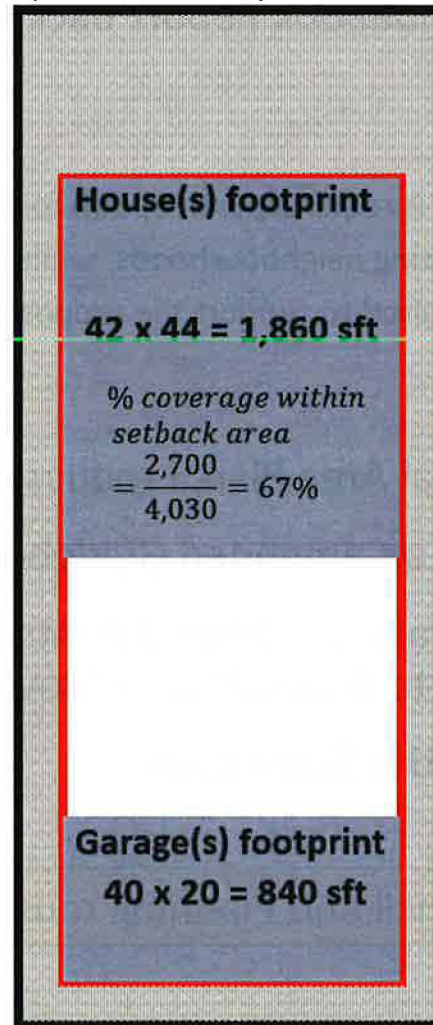 House(s) footprint
42 x 44 = 1,860 sft
% coverage within
setback area
= 2,700/4,030 = 67%
Garage(s) footprint
40 x 20 = 840 sft